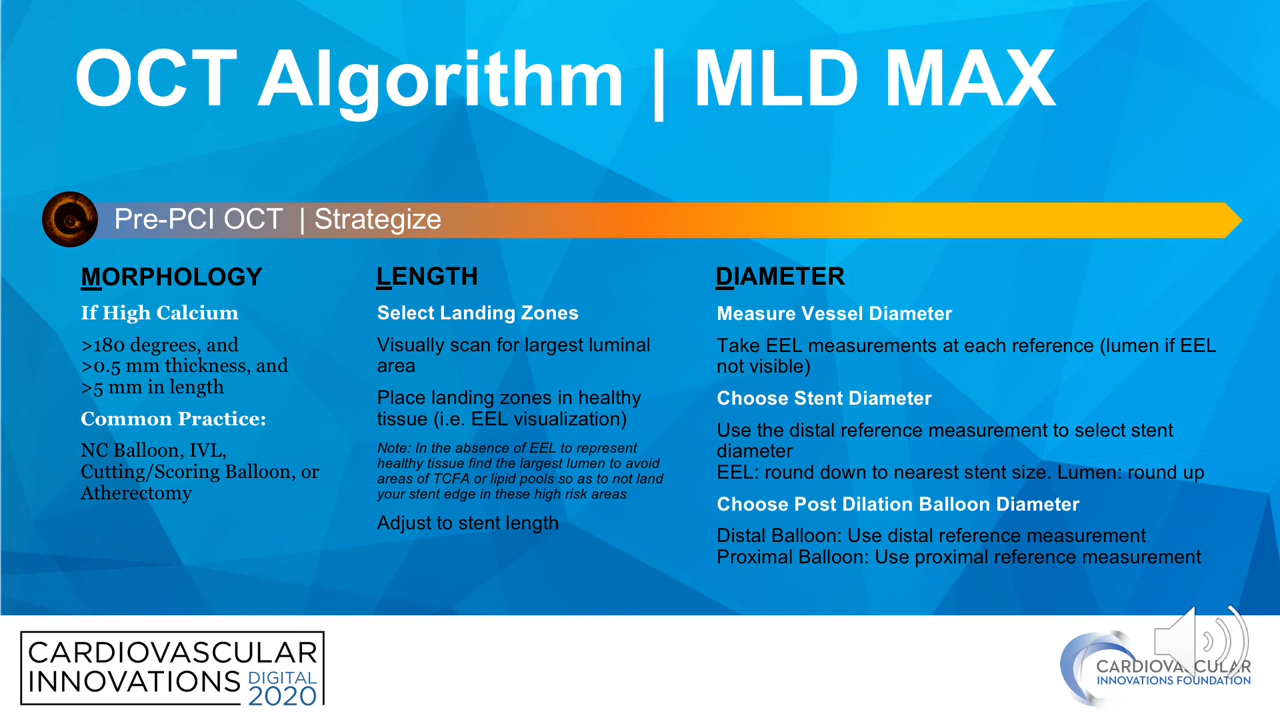 OCT Algorithm | MLD MAX
Pre-PCI OCT | Strategize
MORPHOLOGY
If High Calcium
>180 degrees, and
>0.5 mm thickness, and
>5 mm in length
Common Practice:
NC Balloon, IVL,
Cutting/Scoring Balloon, or
Atherectomy
LENGTH
Select Landing Zones
Visually scan for largest luminal
area
Place landing zones in healthy
tissue (i.e. EEL visualization)
Note: In the absence of EEL to represent
healthy tissue find the largest lumen to avoid
areas of TCFA or lipid pools so as to not land
your stent edge in these high risk areas
Adjust to stent length
DIAMETER
Measure Vessel Diameter
Take EEL measurements at each reference (lumen if EEL
not visible)
Choose Stent Diameter
Use the distal reference measurement to select stent
diameter
EEL: round down to nearest stent size. Lumen: round up
Choose Post Dilation Balloon Diameter
Distal Balloon: Use distal reference measurement
Proximal Balloon: Use proximal reference measurement
CARDIOVASCULAR
INNOVATIONS DIGITAL
2020
CARDIOVASCULAR
INNOVATIONS FOUNDATION